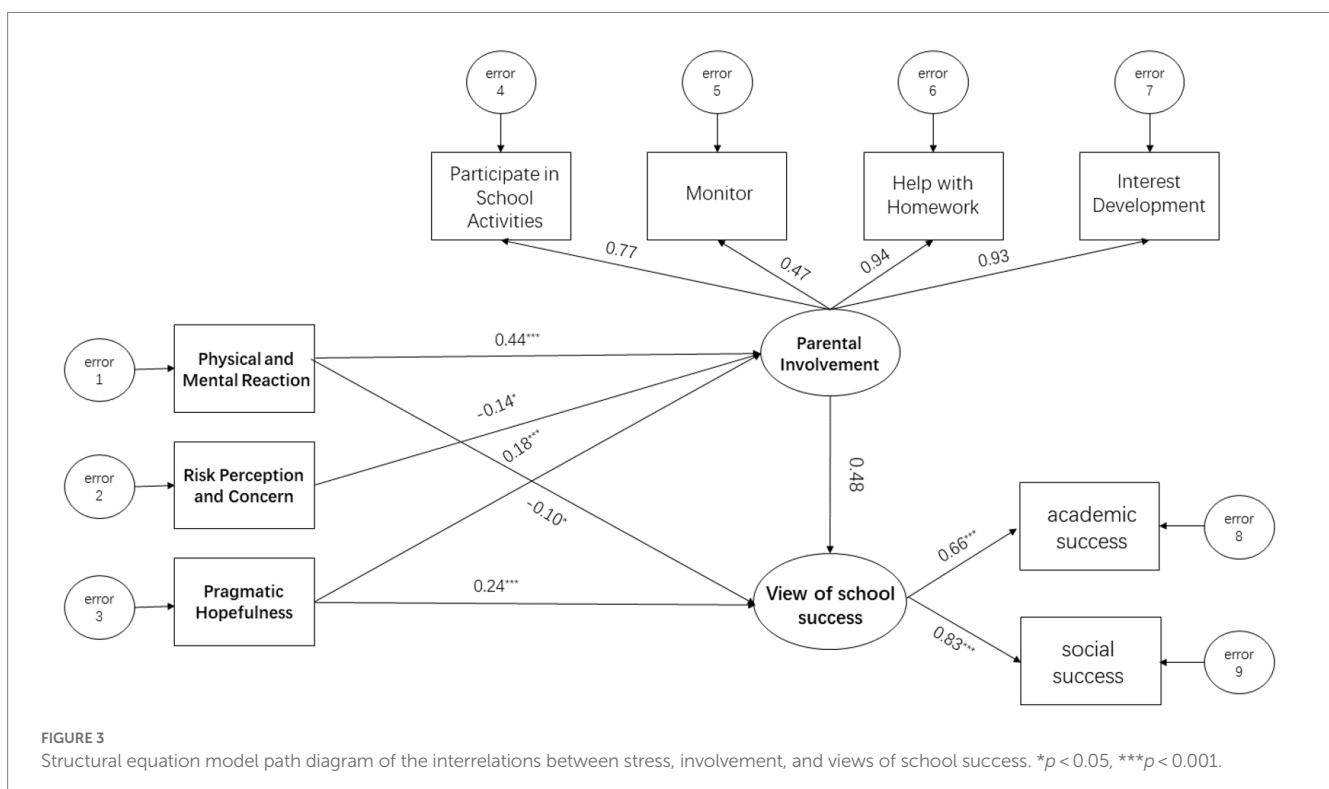 error
4
error
5
error
6
error
7
Participate in
School
Activities
Monitor
Help with
Homework
Interest
Development
0.77
0.47
0.94
0.93
error
1
Physical and
Mental Reaction
0.44***
Parental
Involvement
-0.14*
0.18***
error
2
Risk Perception
and Concern
-0.10*
0.48
academic
success
error
8
0.66***
error
3
Pragmatic
Hopefulness
0.24***
View of school
success
0.83***
social
success
error
9
FIGURE 3
Structural equation model path diagram of the interrelations between stress, involvement, and views of school success. *p < 0.05, ***p < 0.001.